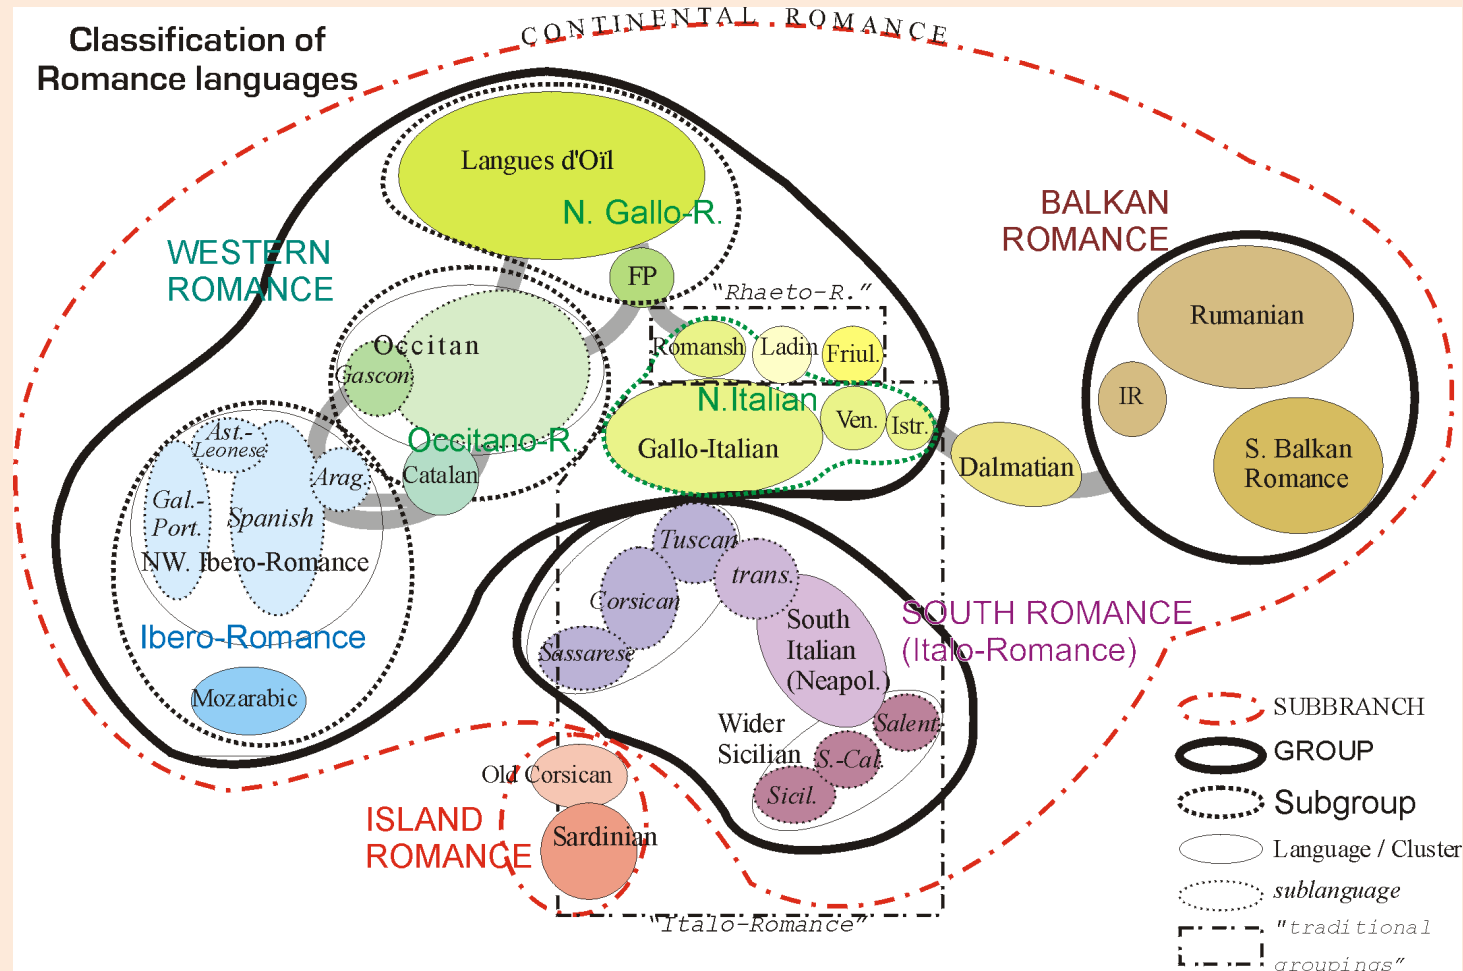 CONTINENTAL ROMANCE
Classification of
Romance languages
Langues d'Oïl
N. Gallo-R.
FP
WESTERN
ROMANCE
BALKAN
ROMANCE
"Rhaeto-R."
Rumanian
Romansh
Ladin
Friul.
Occitan
Gascon
IR
N.Italian
Ven.
Istr.
Gallo-Italian
Occitano-R.
Catalan
Dalmatian
S. Balkan
Romance
Ast.-
Leonese
Arag.
Gal.-
Port.
Spanish
NW. Ibero-Romance
Ibero-Romance
Mozarabic
Tuscan
trans.
Corsican
Sassarese
South
Italian
(Neapol.)
SOUTH ROMANCE
(Italo-Romance)
Wider
Sicilian
Salent.
S.-Cal.
Sicil.
Old Corsican
Sardinian
ISLAND
ROMANCE
"Italo-Romance"
SUBBRANCH
GROUP
Subgroup
Language / Cluster
sublanguage
"traditional
groupings"